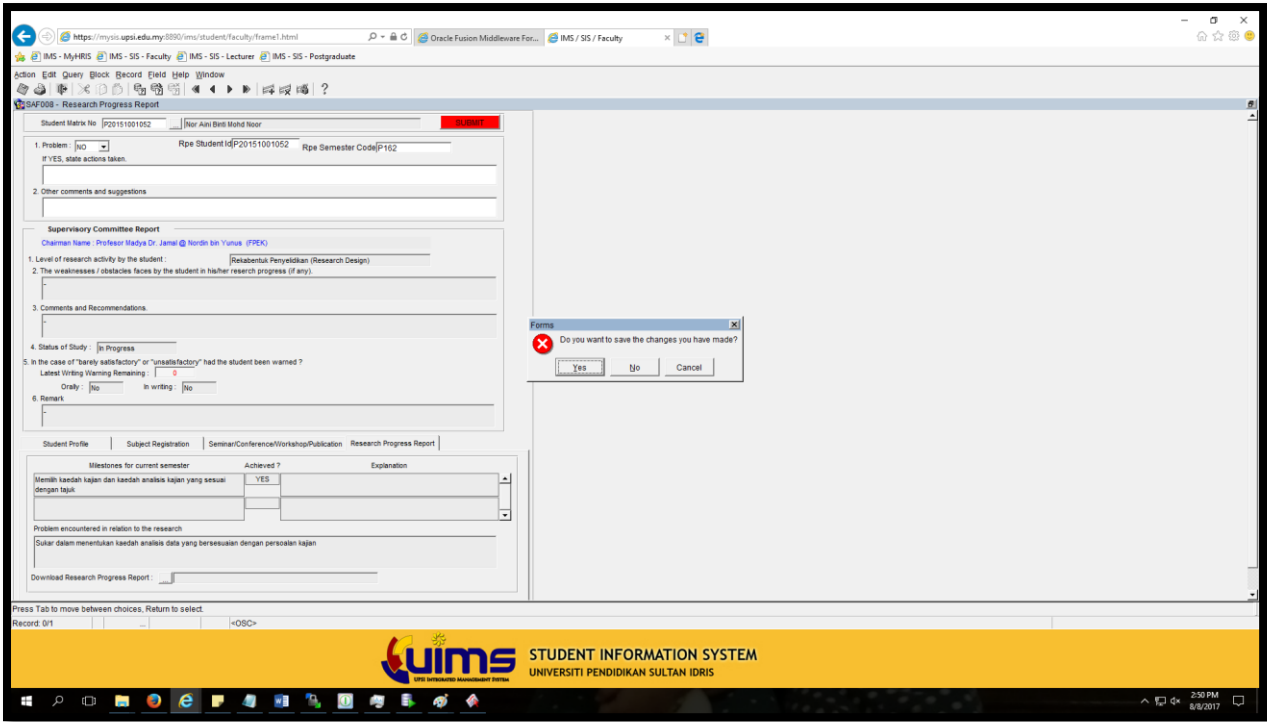 https://mysis.upsi.edu.my:8890/ims/student/faculty/frame1.html
Oracle Fusion Middleware For...
IMS / SIS / Faculty
IMS - MyHRIS
IMS - SIS - Faculty
IMS - SIS - Lecturer
IMS - SIS - Postgraduate
Action Edit Query Block Record Field Help Window
SAF008 - Research Progress Report
Student Matrix No P20151001052 ... Nor Aini Binti Mohd Noor SUBMIT
1. Problem : NO Rpe Student Id P20151001052 Rpe Semester Code P162
If YES, state actions taken.
2. Other comments and suggestions
Supervisory Committee Report
Chairman Name : Profesor Madya Dr. Jamal @ Nordin bin Yunus (FPEK)
1. Level of research activity by the student : Rekabentuk Penyelidikan (Research Design)
2. The weaknesses / obstacles faces by the student in his/her reserch progress (if any).
-
3. Comments and Recommendations.
-
4. Status of Study : In Progress
5. In the case of "barely satisfactory" or "unsatisfactory" had the student been warned ?
Latest Writing Warning Remaining : 0
Orally : No In writing : No
6. Remark
-
Forms
Do you want to save the changes you have made?
Yes No Cancel
Student Profile Subject Registration Seminar/Conference/Workshop/Publication Research Progress Report
Milestones for current semester Achieved ? Explanation
Memilih kaedah kajian dan kaedah analisis kajian yang sesuai YES
dengan tajuk
Problem encountered in relation to the research
Sukar dalam menentukan kaedah analisis data yang bersesuaian dengan persoalan kajian
Download Research Progress Report : ...
Press Tab to move between choices, Return to select.
Record: 0/1 ... <OSC>
uims
UPSI INTEGRATED MANAGEMENT SYSTEM
STUDENT INFORMATION SYSTEM
UNIVERSITI PENDIDIKAN SULTAN IDRIS
2:50 PM
8/8/2017